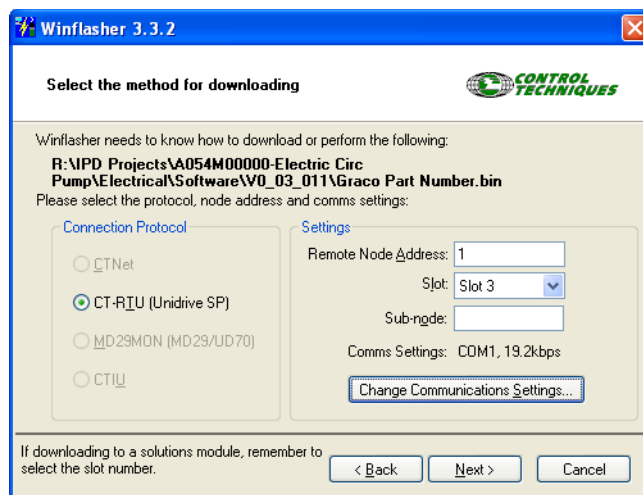 Winflasher 3.3.2
Select the method for downloading
CONTROL
TECHNIQUES
Winflasher needs to know how to download or perform the following:
R:\IPD Projects\A054M00000-Electric Circ
Pump\Electrical\Software\V0_03_011\Graco Part Number.bin
Please select the protocol, node address and comms settings:
Connection Protocol
CTNet
CT-RTU (Unidrive SP)
MD29MON (MD29/UD70)
CTIU
Settings
Remote Node Address: 1
Slot: Slot 3
Sub-node:
Comms Settings: COM1, 19.2kbps
Change Communications Settings...
If downloading to a solutions module, remember to
select the slot number.
< Back
Next >
Cancel